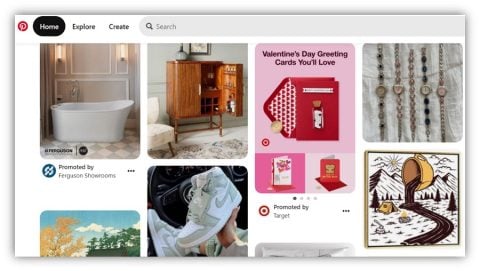 Home
Explore
Create
Search
Valentine's Day Greeting
Cards You'll Love
FERGUSON
Promoted by
Ferguson Showrooms
Promoted by
Target